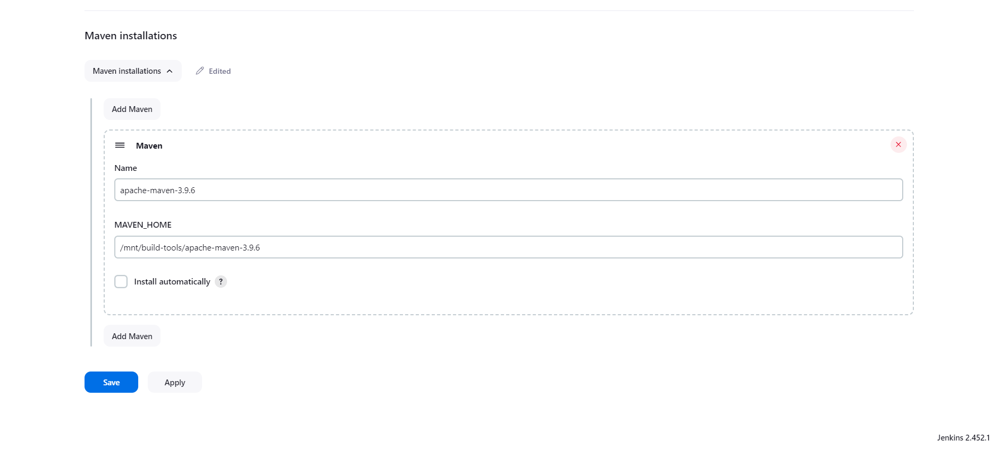 Maven installations
Maven installations
Edited
Add Maven
Maven
Name
apache-maven-3.9.6
MAVEN_HOME
/mnt/build-tools/apache-maven-3.9.6
Install automatically ?
Add Maven
Save
Apply
Jenkins 2.452.1